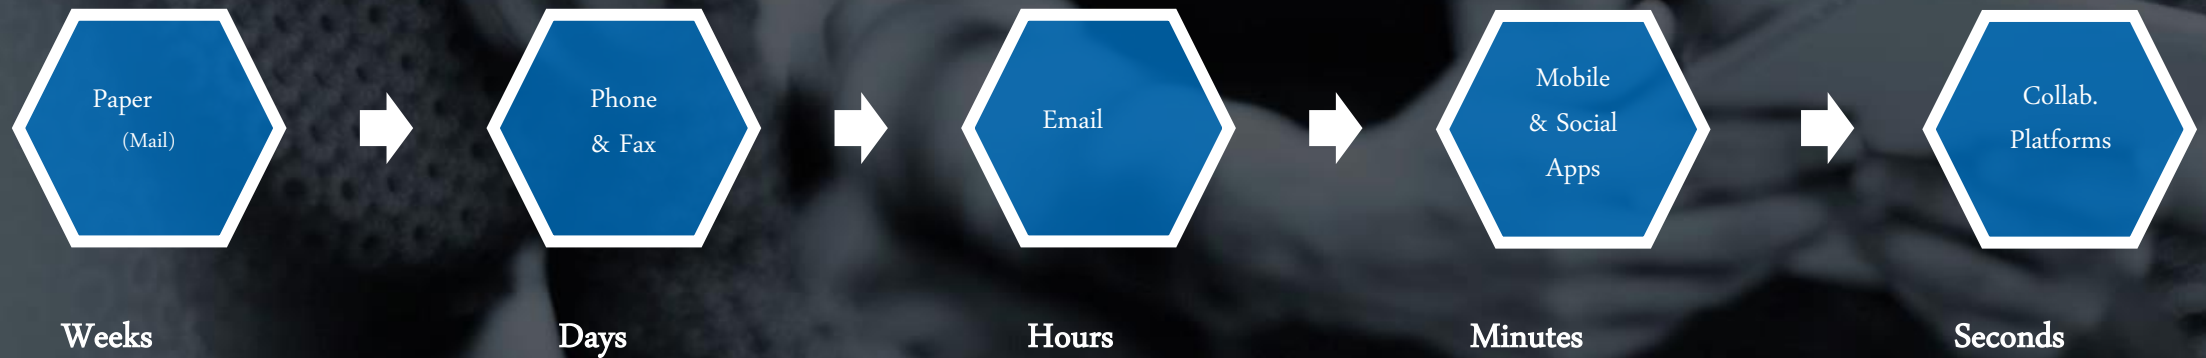 Paper
(Mail)
Phone
& Fax
Email
Mobile
& Social
Apps
Collab.
Platforms
Weeks
Days
Hours
Minutes
Seconds